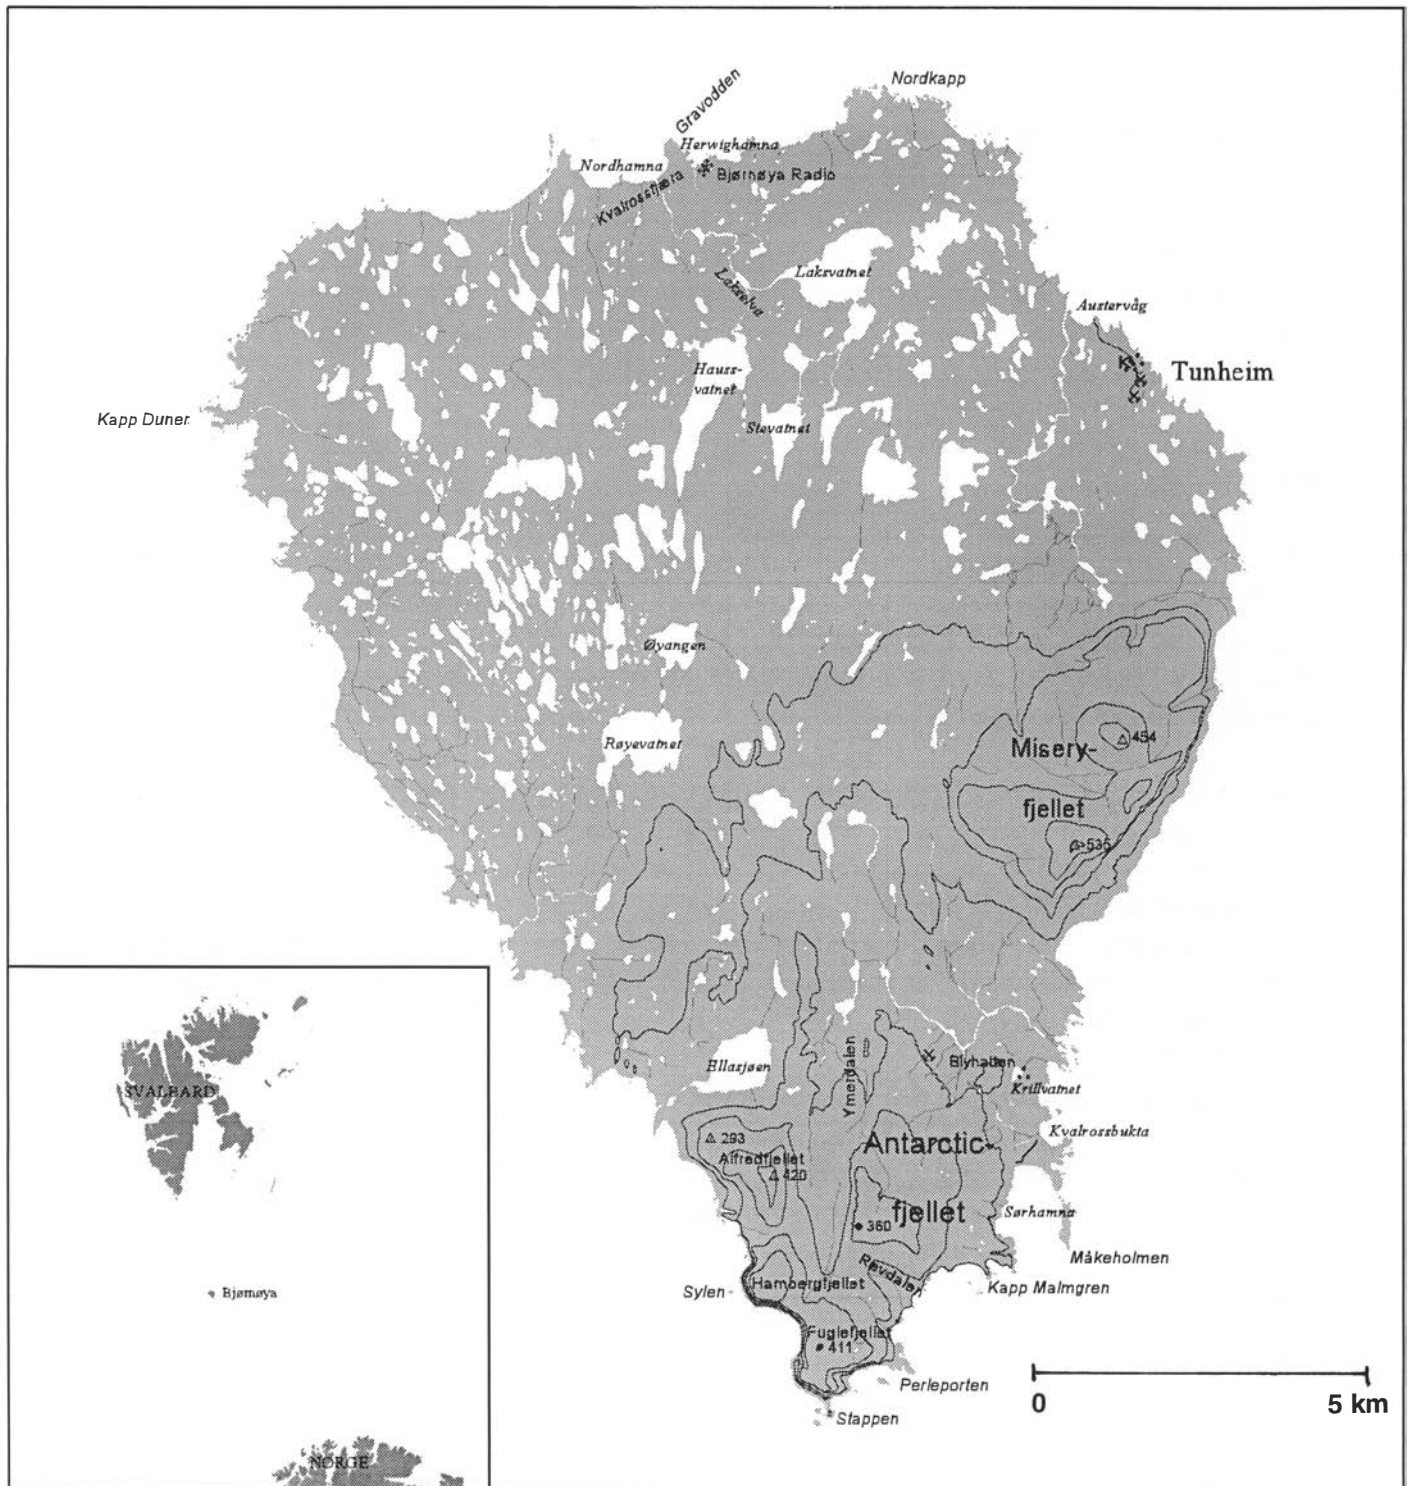 Nordkapp
Gravodden
Herwighamna
Nordhamna
Bjørnøya Radio
Kvalrossfjæra
Laksvatnet
Lakselva
Austervåg
Tunheim
Hauss-
vatnet
Kapp Duner
Stevatnet
Øyangen
Røyevatnet
Misery-
454
fjellet
535
Ellasjøen
Ymerdalen
Blyhatten
Krillvatnet
SVALBARD
Kvalrossbukta
293
Antarctic-
Alfredfjellet
420
fjellet
360
Sørhamna
Måkeholmen
Revdalen
Hambergfjellet
Kapp Malmgren
Sylen
Bjørnøya
Fuglefjellet
411
Perleporten
0
5 km
Stappen
NORGE